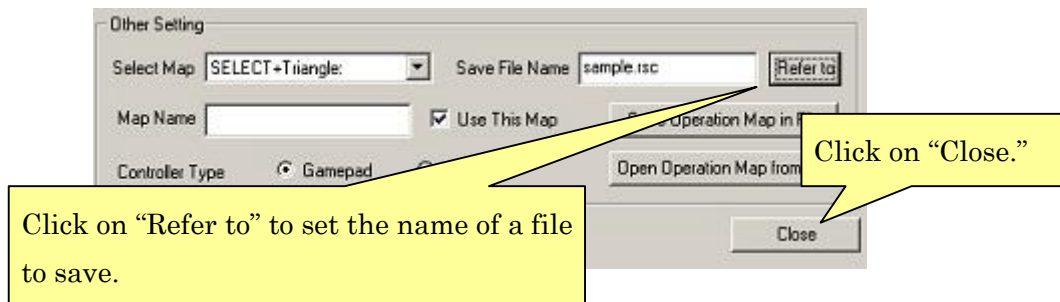 Other Setting
Select Map SELECT+Triangle: Save File Name sample.rsc Refer to
Map Name Use This Map Operation Map in
Click on “Close.”
Controller Type Gamepad Open Operation Map from
Click on “Refer to” to set the name of a file
to save.
Close